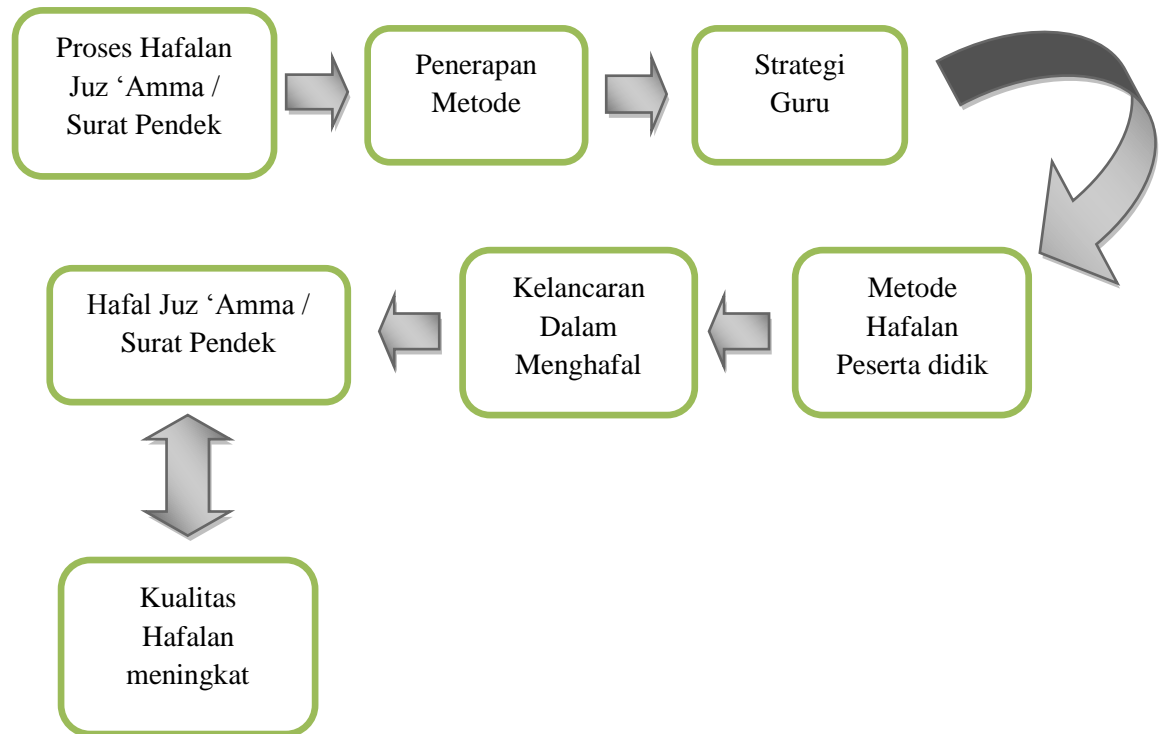 Proses Hafalan
Juz ‘Amma /
Surat Pendek
Penerapan
Metode
Strategi
Guru
Metode
Hafalan
Peserta didik
Kelancaran
Dalam
Menghafal
Hafal Juz ‘Amma /
Surat Pendek
Kualitas
Hafalan
meningkat